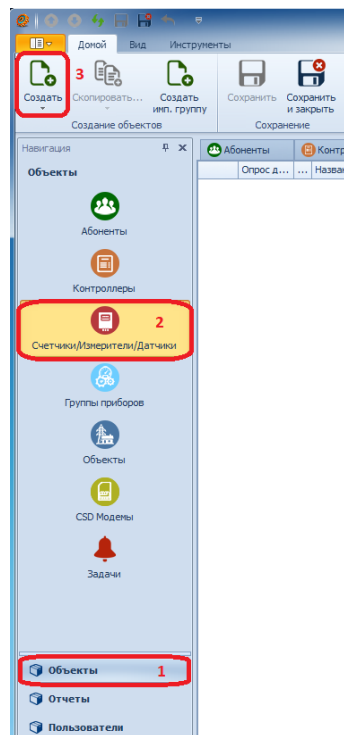 Домой Вид Инструменты
3
Создать Скопировать... Создать имп. группу Сохранить Сохранить и закрыть
Создание объектов Сохранение
Навигация
Абоненты Контр
Объекты
Опрос д... ... Назван
Абоненты
Контроллеры
2
Счетчики/Измерители/Датчики
Группы приборов
Объекты
CSD Модемы
Задачи
Объекты 1
Отчеты
Пользователи